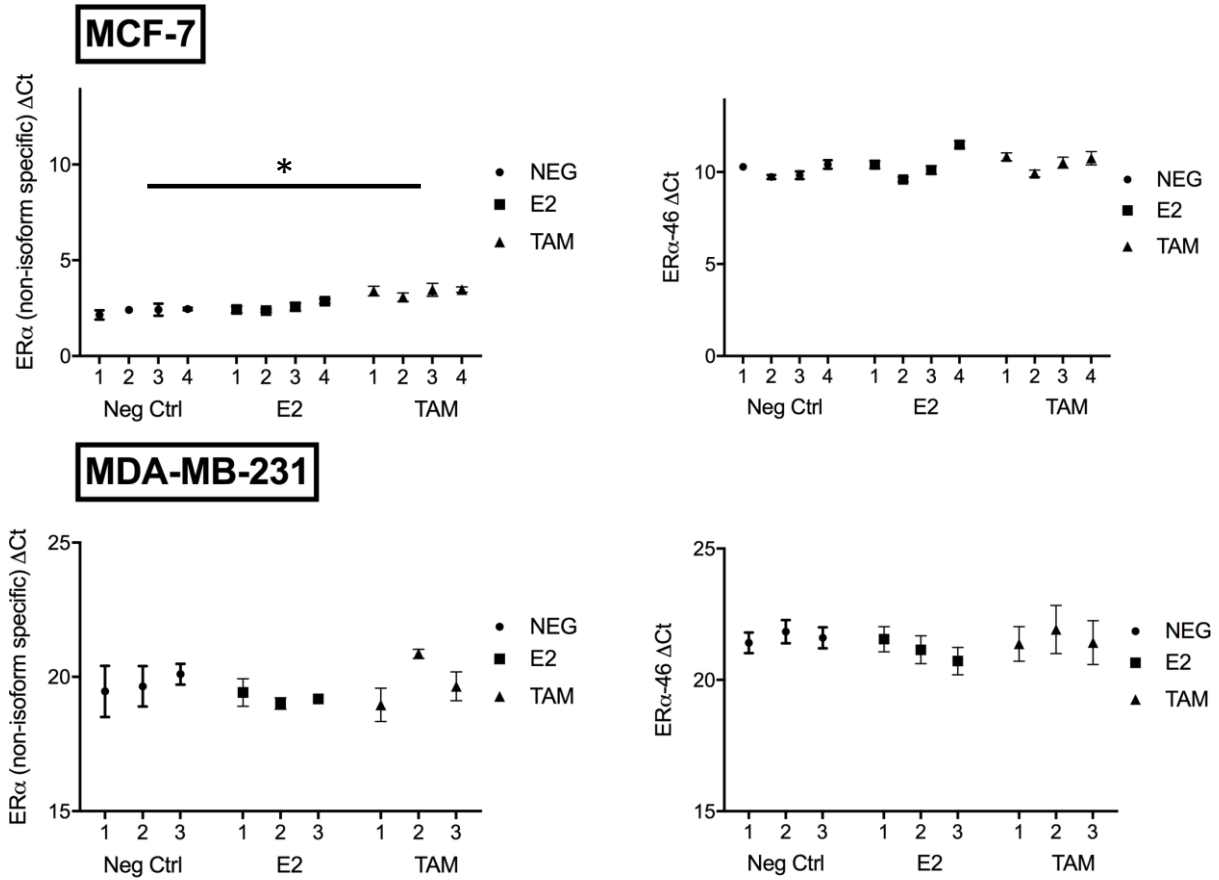 MCF-7
ERα (non-isoform specific) ΔCt
10
5
0
*
NEG
E2
TAM
1 2 3 4 1 2 3 4 1 2 3 4
Neg Ctrl E2 TAM
ERα-46 ΔCt
10
5
0
NEG
E2
TAM
1 2 3 4 1 2 3 4 1 2 3 4
Neg Ctrl E2 TAM
MDA-MB-231
ERα (non-isoform specific) ΔCt
25
20
15
NEG
E2
TAM
1 2 3 1 2 3 1 2 3
Neg Ctrl E2 TAM
ERα-46 ΔCt
25
20
15
NEG
E2
TAM
1 2 3 1 2 3 1 2 3
Neg Ctrl E2 TAM